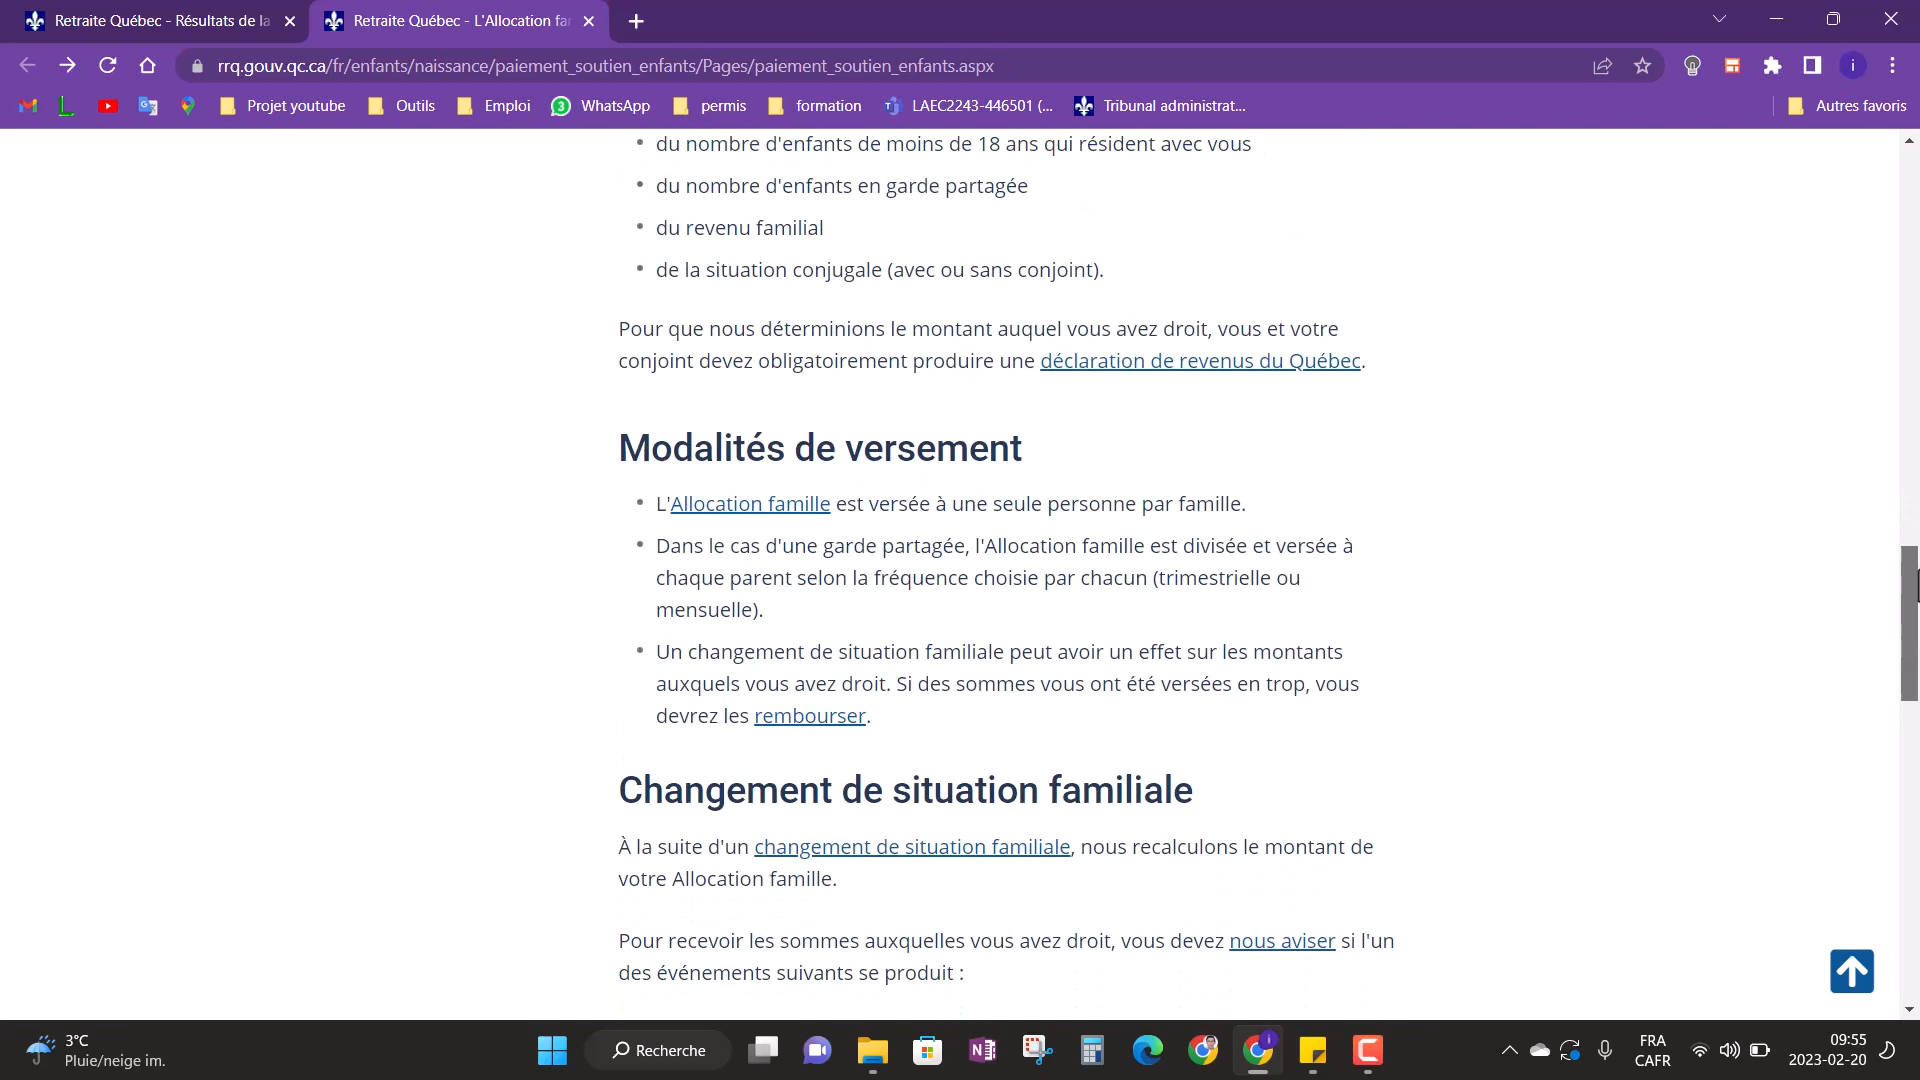 Retraite Québec - Résultats de la
Retraite Québec - L'Allocation fa
rrq.gouv.qc.ca/fr/enfants/naissance/paiement_soutien_enfants/Pages/paiement_soutien_enfants.aspx
i
Projet youtube
Outils
Emploi
3
WhatsApp
permis
formation
LAEC2243-446501 (...
Tribunal administrat...
Autres favoris
du nombre d'enfants de moins de 18 ans qui résident avec vous
du nombre d'enfants en garde partagée
du revenu familial
de la situation conjugale (avec ou sans conjoint).
Pour que nous déterminions le montant auquel vous avez droit, vous et votre
conjoint devez obligatoirement produire une déclaration de revenus du Québec.
Modalités de versement
L'Allocation famille est versée à une seule personne par famille.
Dans le cas d'une garde partagée, l'Allocation famille est divisée et versée à
chaque parent selon la fréquence choisie par chacun (trimestrielle ou
mensuelle).
Un changement de situation familiale peut avoir un effet sur les montants
auxquels vous avez droit. Si des sommes vous ont été versées en trop, vous
devrez les rembourser.
Changement de situation familiale
À la suite d'un changement de situation familiale, nous recalculons le montant de
votre Allocation famille.
Pour recevoir les sommes auxquelles vous avez droit, vous devez nous aviser si l'un
des événements suivants se produit :
3°C
Pluie/neige im.
Recherche
FRA
CAFR
09:55
2023-02-20